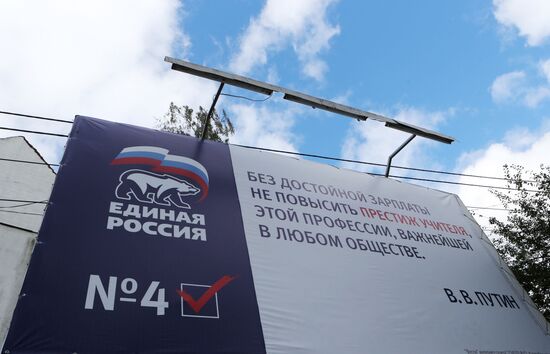 ЕДИНАЯ
РОССИЯ
№4
БЕЗ ДОСТОЙНОЙ ЗАРПЛАТЫ
НЕ ПОВЫСИТЬ ПРЕСТИЖ УЧИТЕЛЯ,
ЭТОЙ ПРОФЕССИИ, ВАЖНЕЙШЕЙ
В ЛЮБОМ ОБЩЕСТВЕ.
В.В.ПУТИН